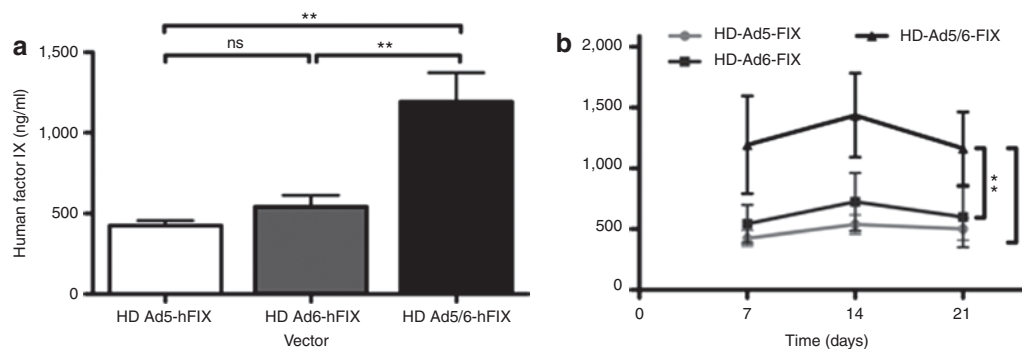 a
**
ns
**
Human factor IX (ng/ml)
1,500
1,000
500
0
HD Ad5-hFIX HD Ad6-hFIX HD Ad5/6-hFIX
Vector
b
HD-Ad5-FIX HD-Ad5/6-FIX
HD-Ad6-FIX
2,000
1,500
1,000
500
0
**
0 7 14 21
Time (days)